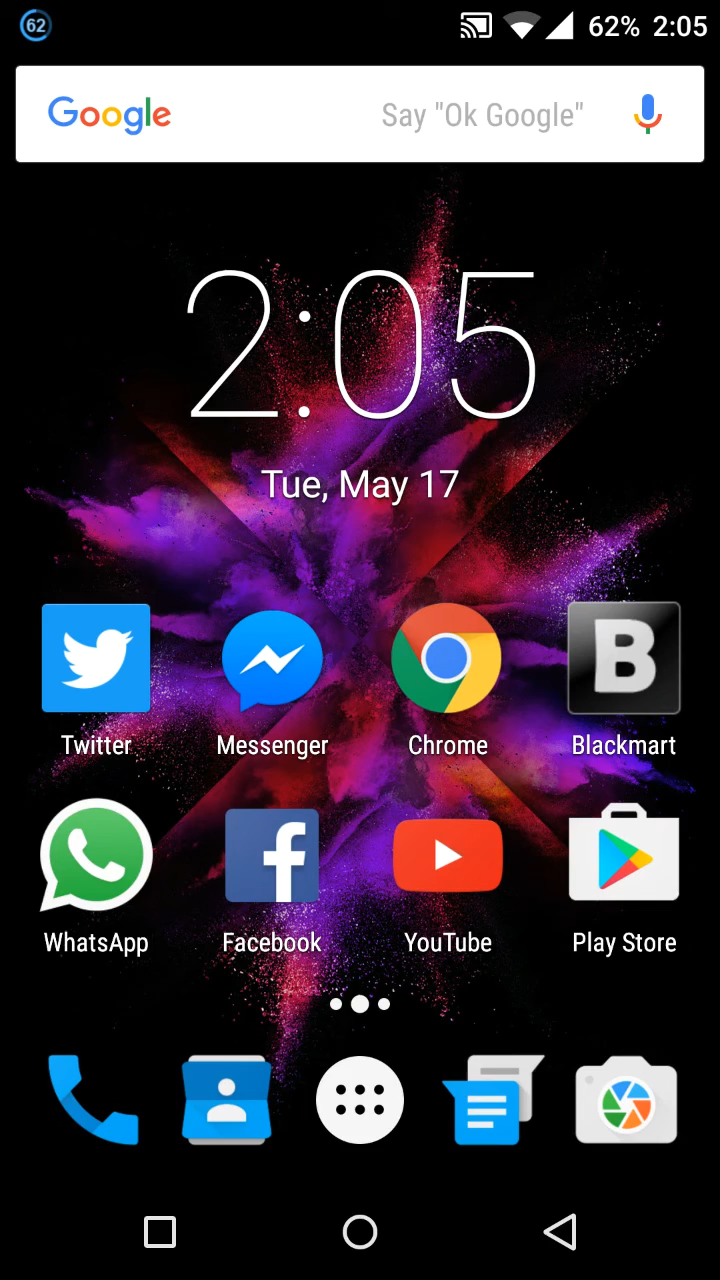 62 62% 2:05
Google Say "Ok Google"
2:05
Tue, May 17
B
Twitter Messenger Chrome Blackmart
f
WhatsApp Facebook YouTube Play Store